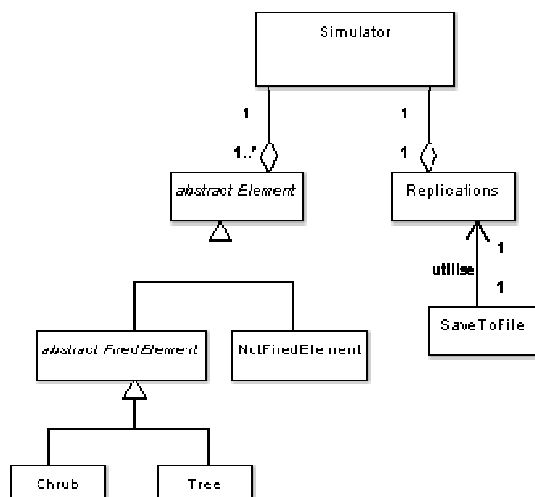 Simulator
1
1
1..*
1
abstract Element
Replications
1
utilise
1
SaveToFile
abstract FiredElement
NotFiredElement
Chrub
Tree